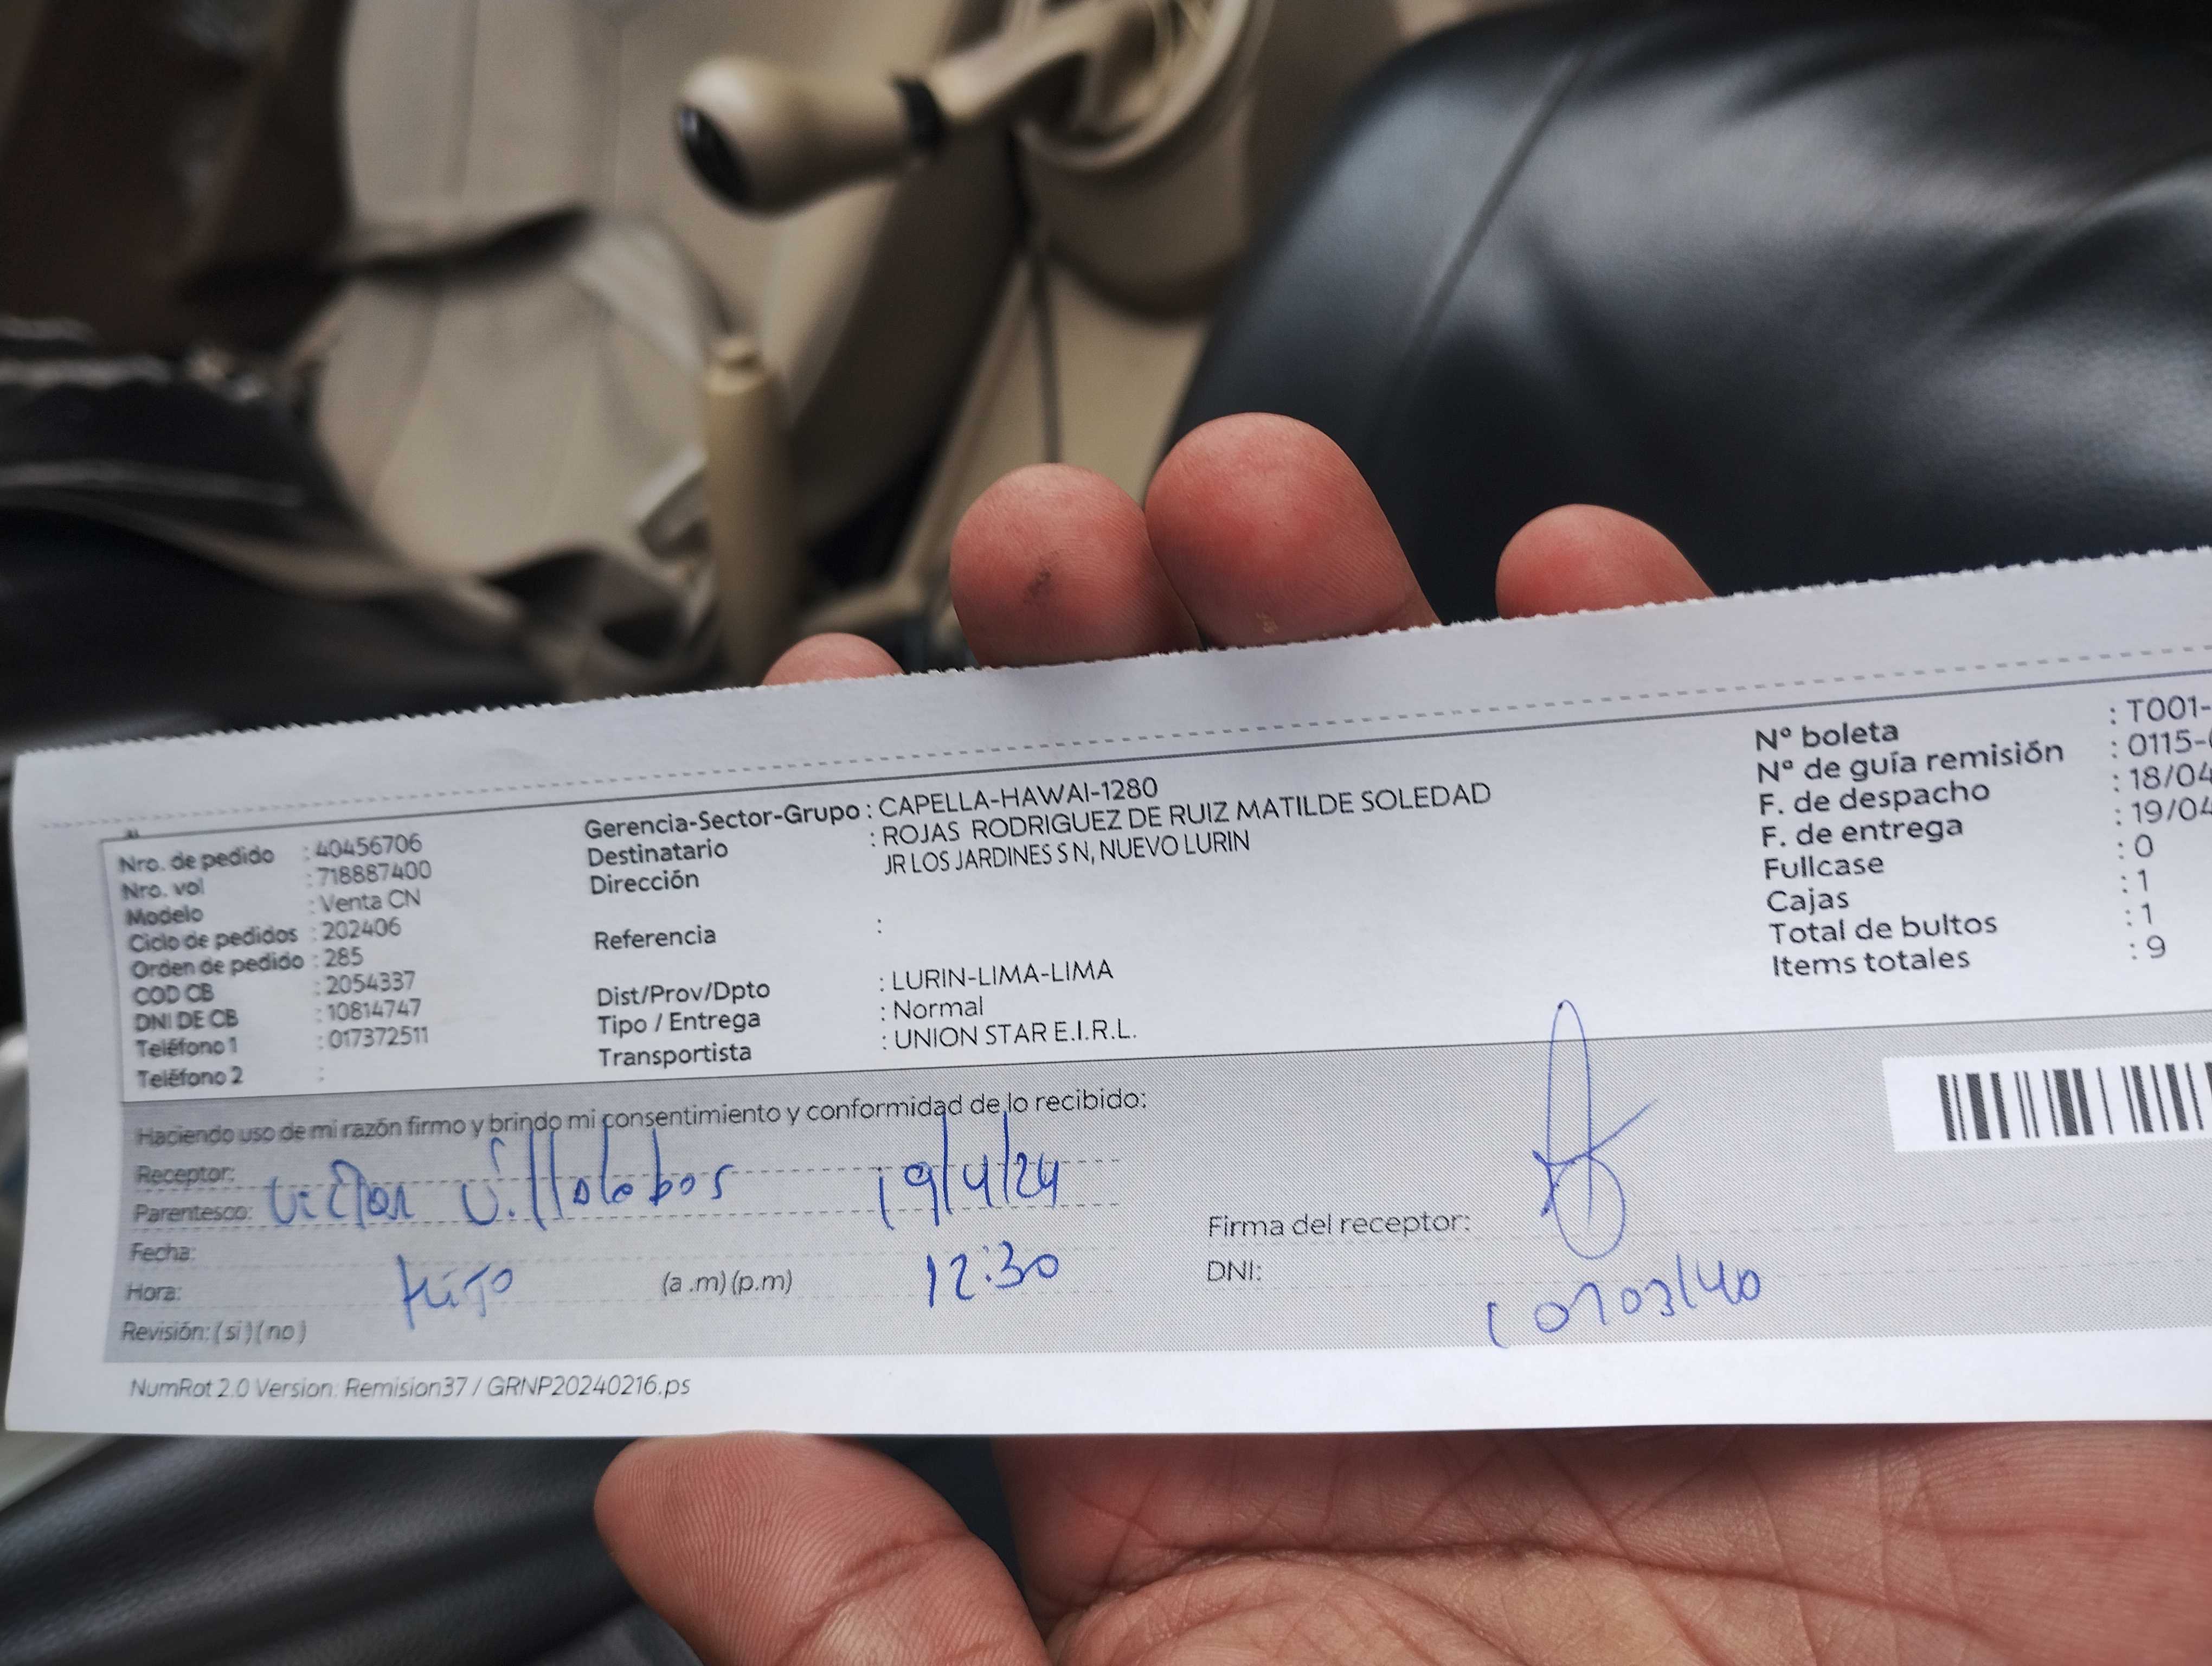 Nro. de pedido : 40456706
Nro. vol : 718887400
Modelo : Venta CN
Ciclo de pedidos : 202406
Orden de pedido : 285
COD CB : 2054337
DNI DE CB : 10814747
Teléfono 1 : 017372511
Teléfono 2 :
Gerencia-Sector-Grupo : CAPELLA-HAWAI-1280
Destinatario : ROJAS RODRIGUEZ DE RUIZ MATILDE SOLEDAD
Dirección JR LOS JARDINES S N, NUEVO LURIN
Referencia :
Dist/Prov/Dpto : LURIN-LIMA-LIMA
Tipo / Entrega : Normal
Transportista : UNION STAR E.I.R.L.
Nº boleta : T001-
Nº de guía remisión : 0115-
F. de despacho : 18/04
F. de entrega : 19/04
Fullcase : 0
Cajas : 1
Total de bultos : 1
Items totales : 9
Haciendo uso de mi razón firmo y brindo mi consentimiento y conformidad de lo recibido:
Receptor:
Parentesco: Victor Villalobos 19/4/24
Fecha:
Hora: Hijo (a .m) (p.m) 12:30
Revisión: ( si ) ( no )
Firma del receptor:
DNI:
NumRot 2.0 Version: Remision37 / GRNP20240216.ps